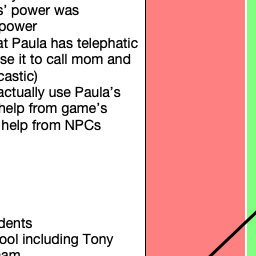 s’ power was
power
at Paula has telephatic
se it to call mom and
castic)
actually use Paula’s
help from game’s
help from NPCs
dents
ool including Tony